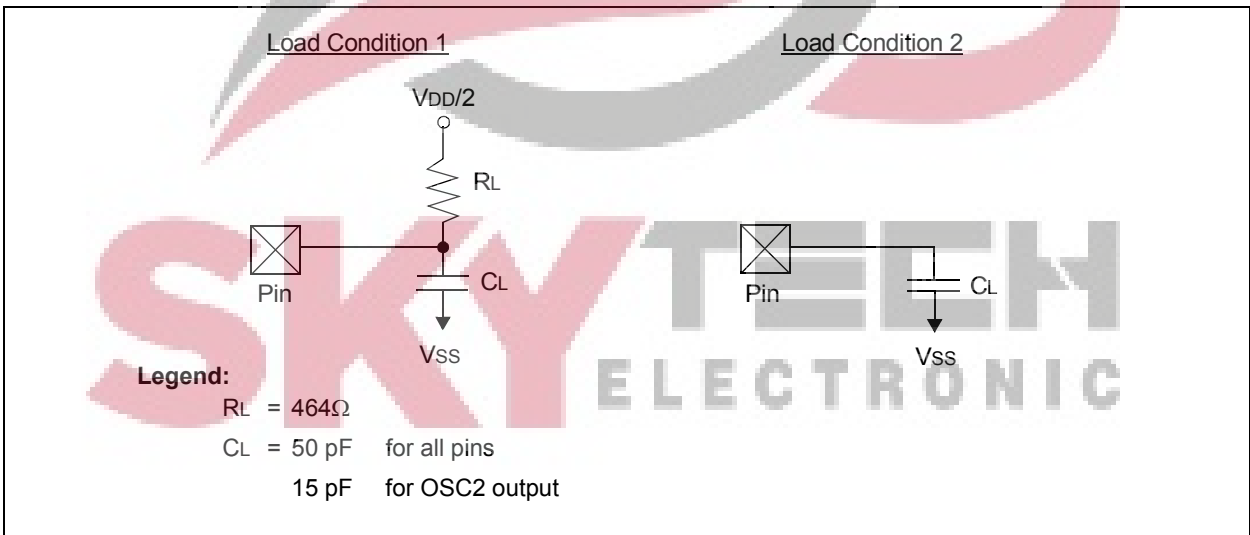 Load Condition 1
Load Condition 2
VDD/2
RL
Pin
CL
VSS
Pin
CL
VSS
Legend:
RL = 464Ω
CL = 50 pF for all pins
15 pF for OSC2 output
SKYTECH
ELECTRONIC